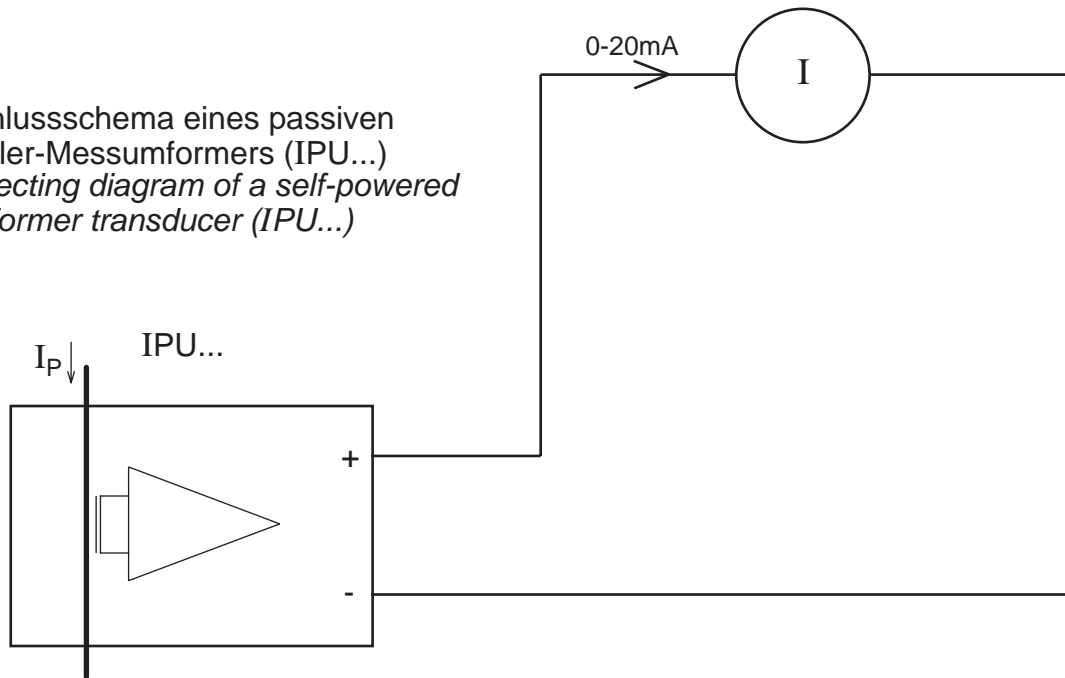 0-20mA
I
hlussschema eines passiven
ler-Messumformers (IPU...)
ecting diagram of a self-powered
former transducer (IPU...)
IPU...
IP
+
-